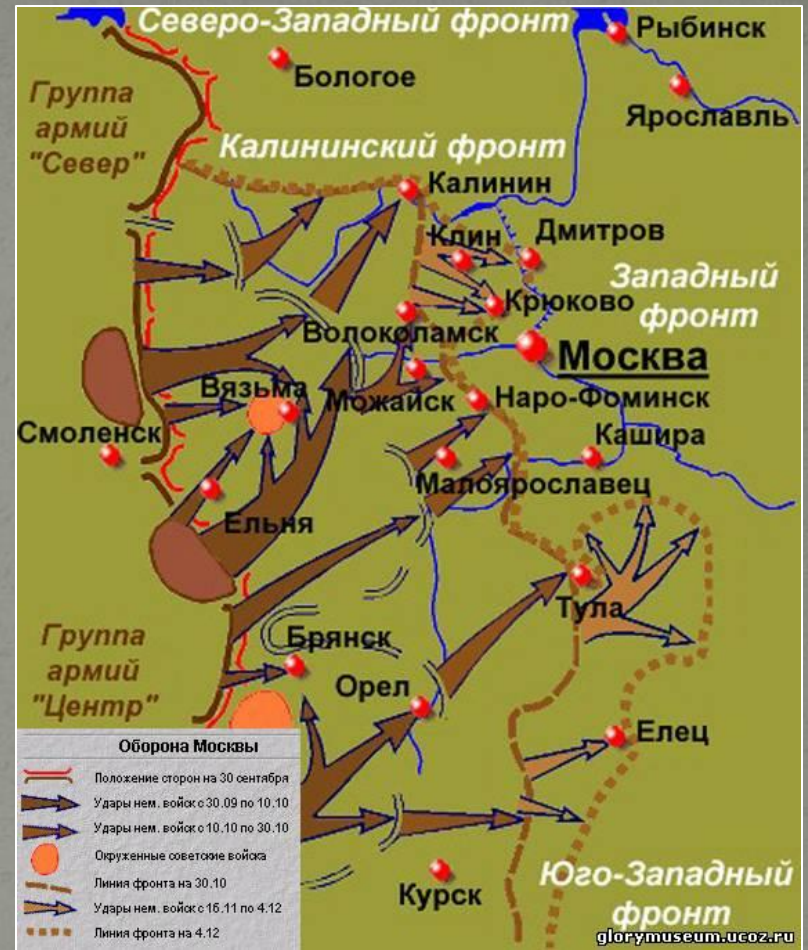 Северо-Западный фронт
Рыбинск
Бологое
Группа
армий
"Север"
Ярославль
Калининский фронт
Калинин
Клин
Дмитров
Западный
фронт
Крюково
Волоколамск
Москва
Вязьма
Можайск
Наро-Фоминск
Смоленск
Кашира
Малоярославец
Ельня
Тула
Группа
армий
"Центр"
Брянск
Орел
Елец
Оборона Москвы
Положение сторон на 30 сентября
Удары нем. войск с 30.09 по 10.10
Удары нем. войск с 10.10 по 30.10
Окруженные советские войска
Линия фронта на 30.10
Удары нем. войск с 16.11 по 4.12
Линия фронта на 4.12
Курск
Юго-Западный
фронт
glorymuseum.ucoz.ru